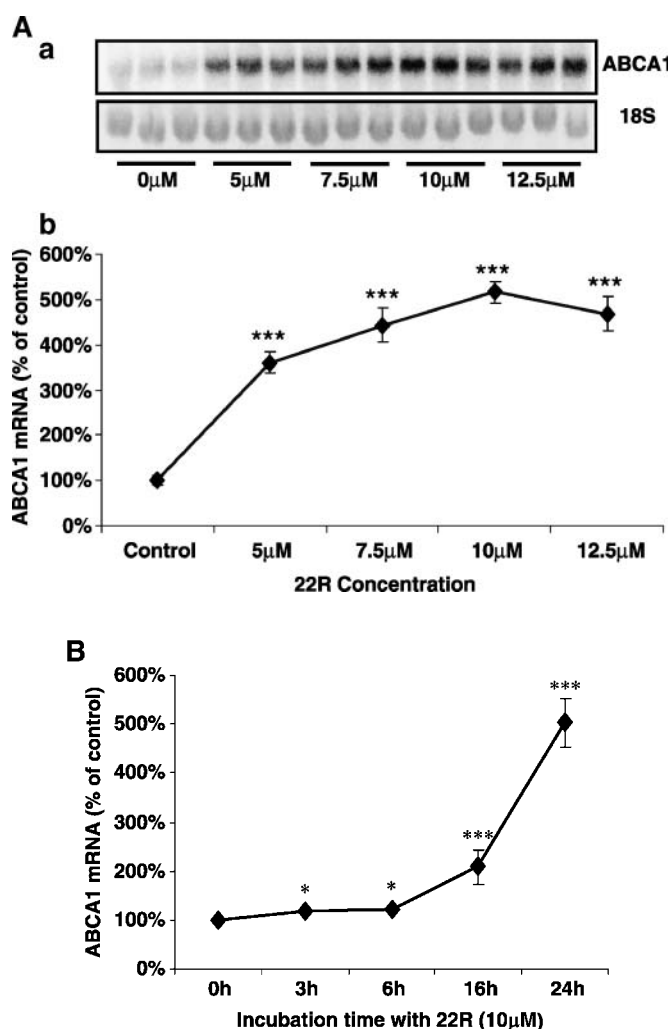 A
a
ABCA1
18S
0μM 5μM 7.5μM 10μM 12.5μM
b
ABCA1 mRNA (% of control)
600%
500%
400%
300%
200%
100%
0%
***
***
***
***
Control 5μM 7.5μM 10μM 12.5μM
22R Concentration
B
ABCA1 mRNA (% of control)
600%
500%
400%
300%
200%
100%
0%
*
*
***
***
0h 3h 6h 16h 24h
Incubation time with 22R (10μM)